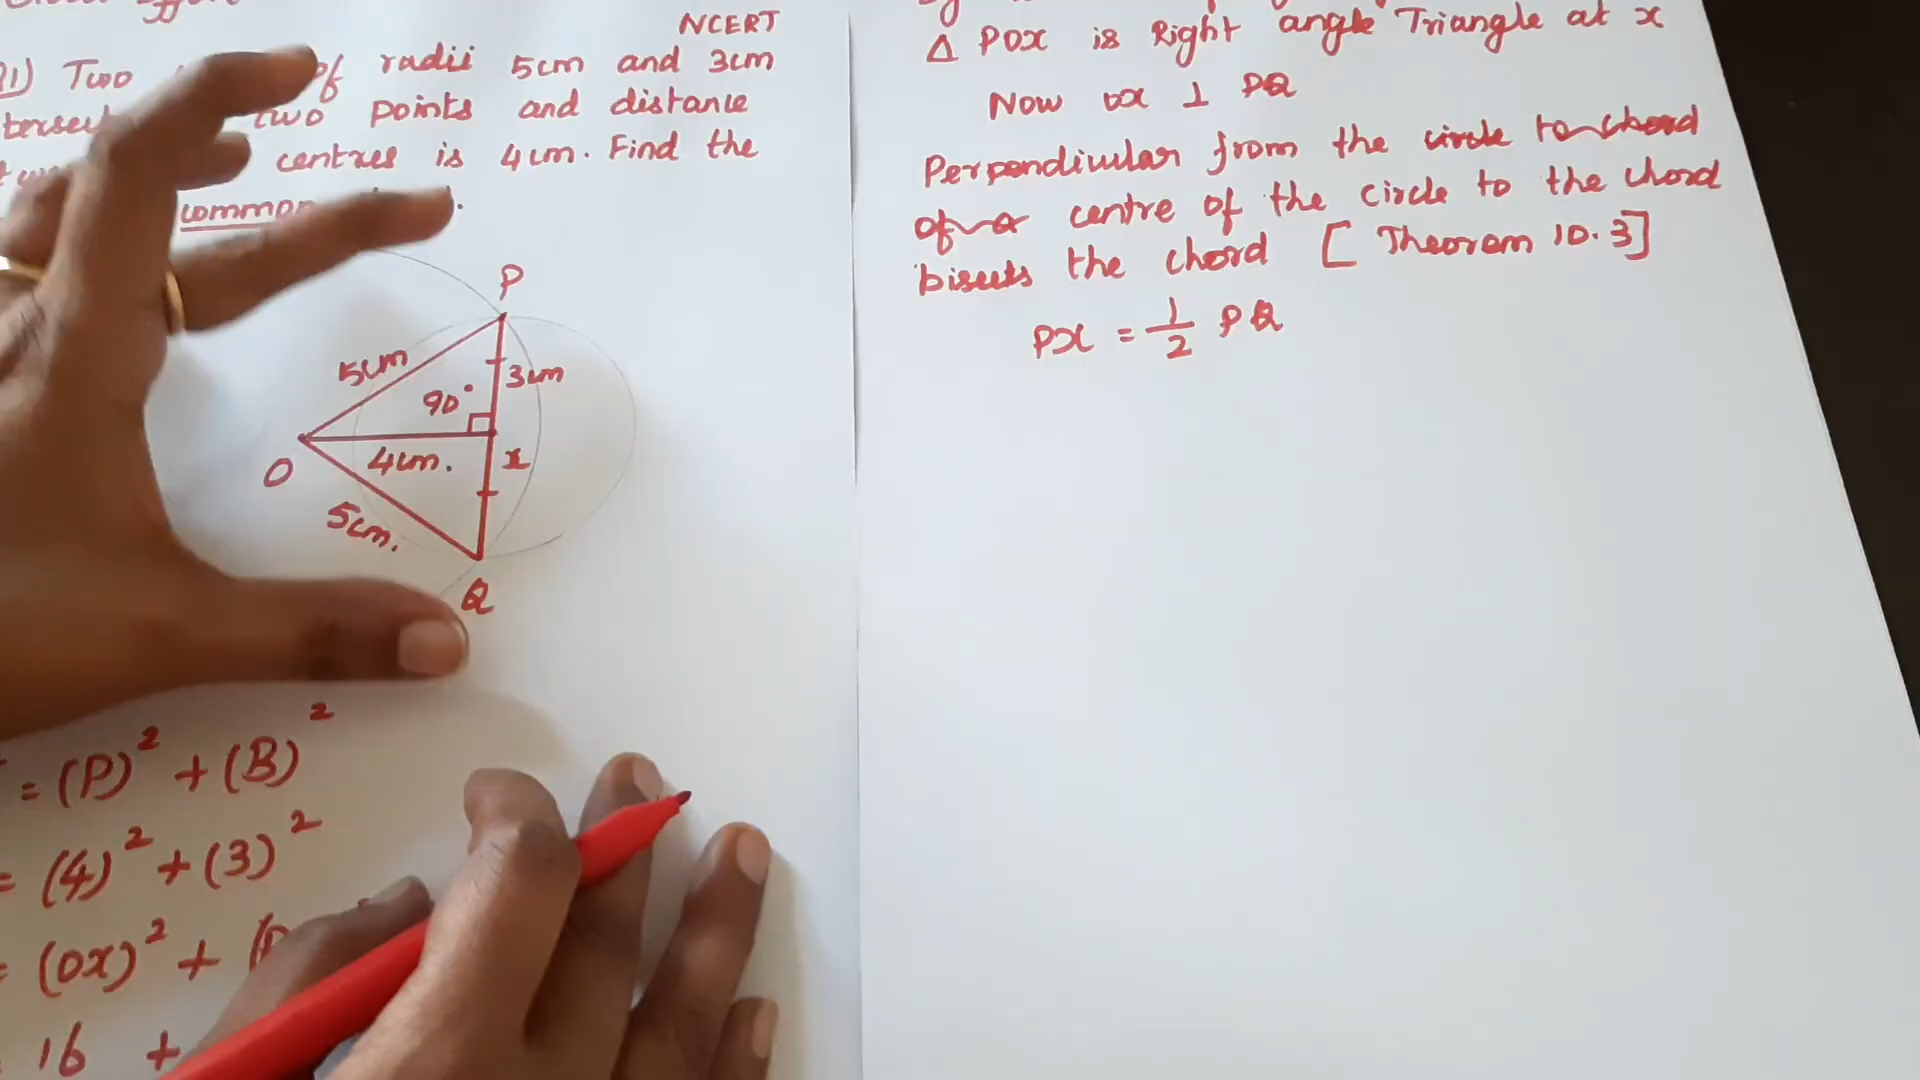 NCERT
Q1) Two of radii 5cm and 3cm
two points and distance
centres is 4cm. Find the
common
P
5cm
3cm
90°
4cm.
x
O
5cm.
Q
= (P)² + (B)²
= (4)² + (3)²
= (OX)² +
16 +
Δ POX is Right angle Triangle at x
Now OX ⊥ PQ
Perpendicular from the circle to chord
of a centre of the circle to the chord
bisects the chord [ Theorem 10.3]
PX = 1/2 PQ